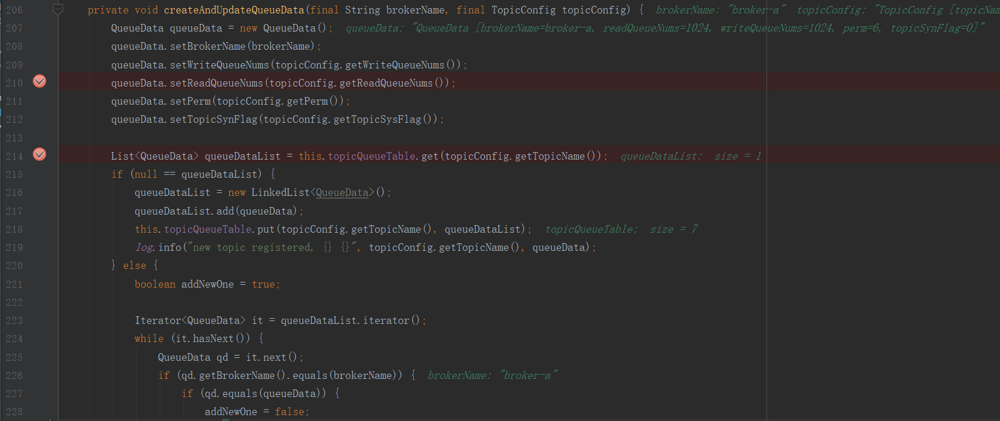 206 private void createAndUpdateQueueData(final String brokerName, final TopicConfig topicConfig) { brokerName: "broker-a" topicConfig: "TopicConfig [topicNam
207 QueueData queueData = new QueueData(); queueData: "QueueData [brokerName=broker-a, readQueueNums=1024, writeQueueNums=1024, perm=6, topicSynFlag=0]"
208 queueData.setBrokerName(brokerName);
209 queueData.setWriteQueueNums(topicConfig.getWriteQueueNums());
210 queueData.setReadQueueNums(topicConfig.getReadQueueNums());
211 queueData.setPerm(topicConfig.getPerm());
212 queueData.setTopicSynFlag(topicConfig.getTopicSysFlag());
213
214 List<QueueData> queueDataList = this.topicQueueTable.get(topicConfig.getTopicName()); queueDataList: size = 1
215 if (null == queueDataList) {
216 queueDataList = new LinkedList<QueueData>();
217 queueDataList.add(queueData);
218 this.topicQueueTable.put(topicConfig.getTopicName(), queueDataList); topicQueueTable: size = 7
219 log.info("new topic registered, {} {}", topicConfig.getTopicName(), queueData);
220 } else {
221 boolean addNewOne = true;
222
223 Iterator<QueueData> it = queueDataList.iterator();
224 while (it.hasNext()) {
225 QueueData qd = it.next();
226 if (qd.getBrokerName().equals(brokerName)) { brokerName: "broker-a"
227 if (qd.equals(queueData)) {
228 addNewOne = false;